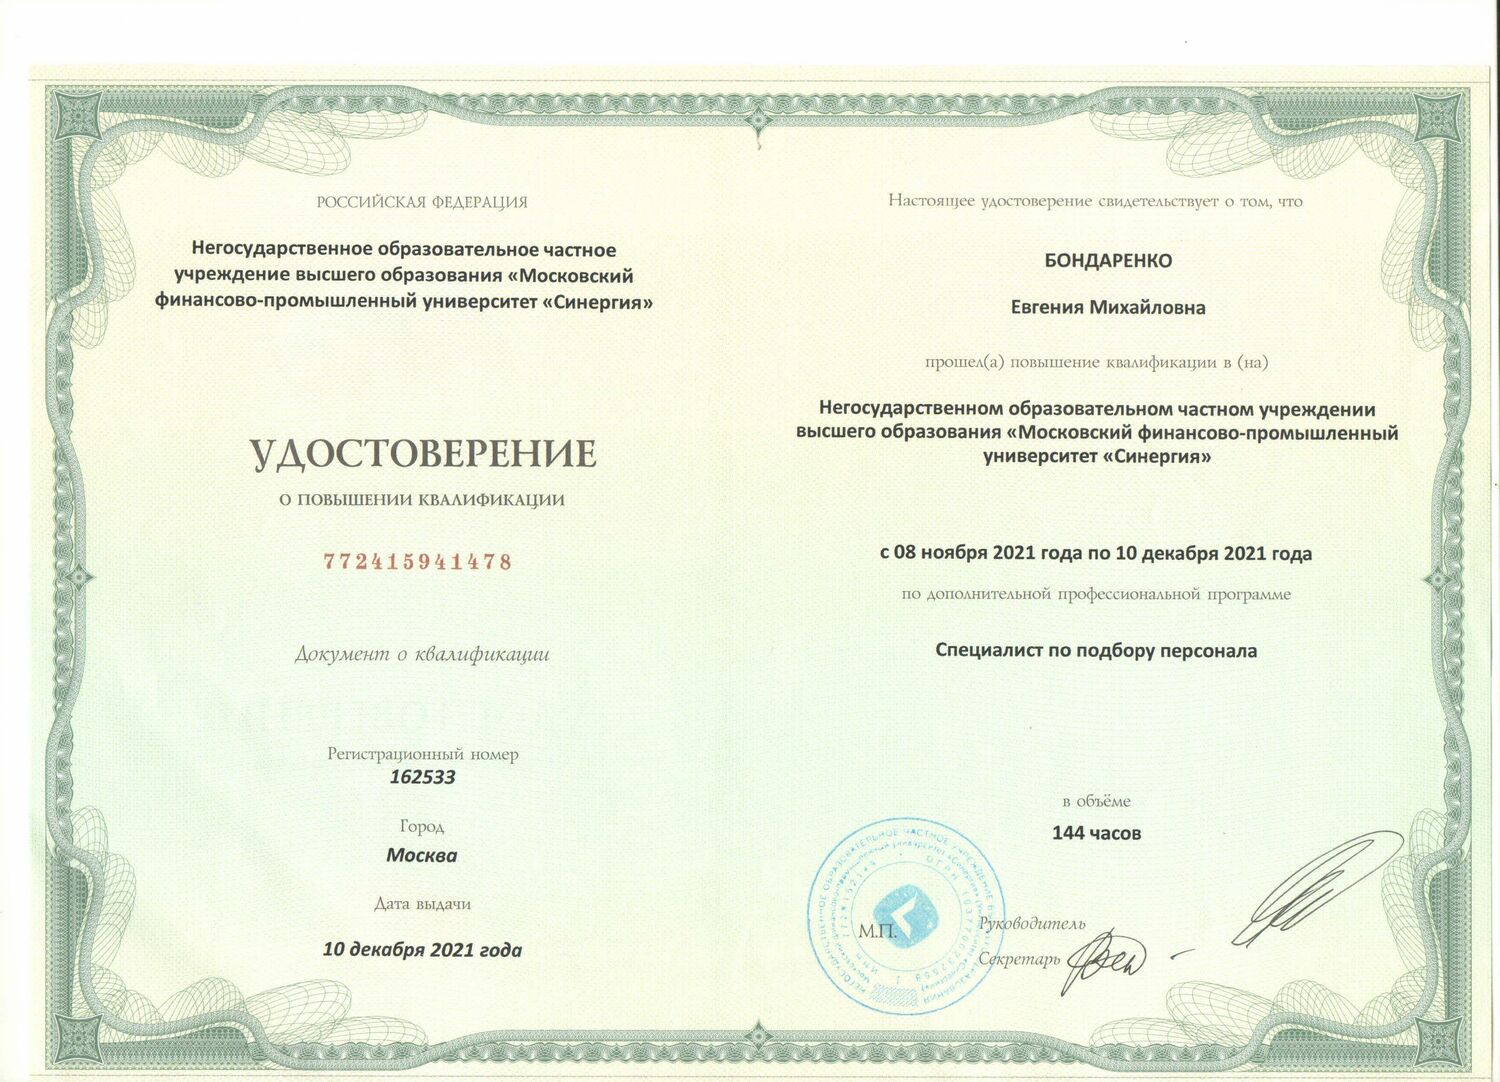 РОССИЙСКАЯ ФЕДЕРАЦИЯ
Негосударственное образовательное частное
учреждение высшего образования «Московский
финансово-промышленный университет «Синергия»
УДОСТОВЕРЕНИЕ
О ПОВЫШЕНИИ КВАЛИФИКАЦИИ
772415941478
Документ о квалификации
Регистрационный номер
162533
Город
Москва
Дата выдачи
10 декабря 2021 года
Настоящее удостоверение свидетельствует о том, что
БОНДАРЕНКО
Евгения Михайловна
прошел(а) повышение квалификации в (на)
Негосударственном образовательном частном учреждении
высшего образования «Московский финансово-промышленный
университет «Синергия»
с 08 ноября 2021 года по 10 декабря 2021 года
по дополнительной профессиональной программе
Специалист по подбору персонала
в объёме
144 часов
М.П.
Руководитель
Секретарь